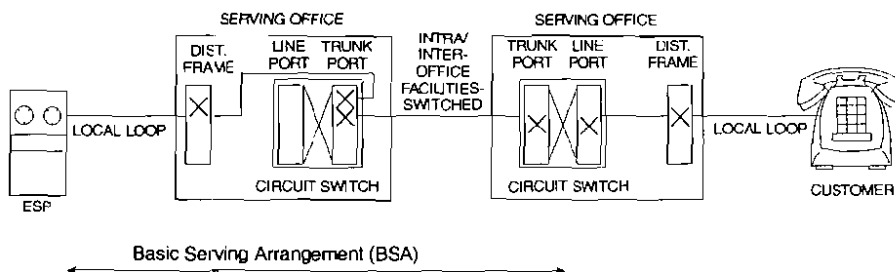 SERVING OFFICE
DIST. FRAME
LINE PORT
TRUNK PORT
INTRA/
INTER-
OFFICE
FACILITIES-
SWITCHED
SERVING OFFICE
TRUNK PORT
LINE PORT
DIST. FRAME
LOCAL LOOP
LOCAL LOOP
ESP
CIRCUIT SWITCH
CIRCUIT SWITCH
CUSTOMER
Basic Serving Arrangement (BSA)